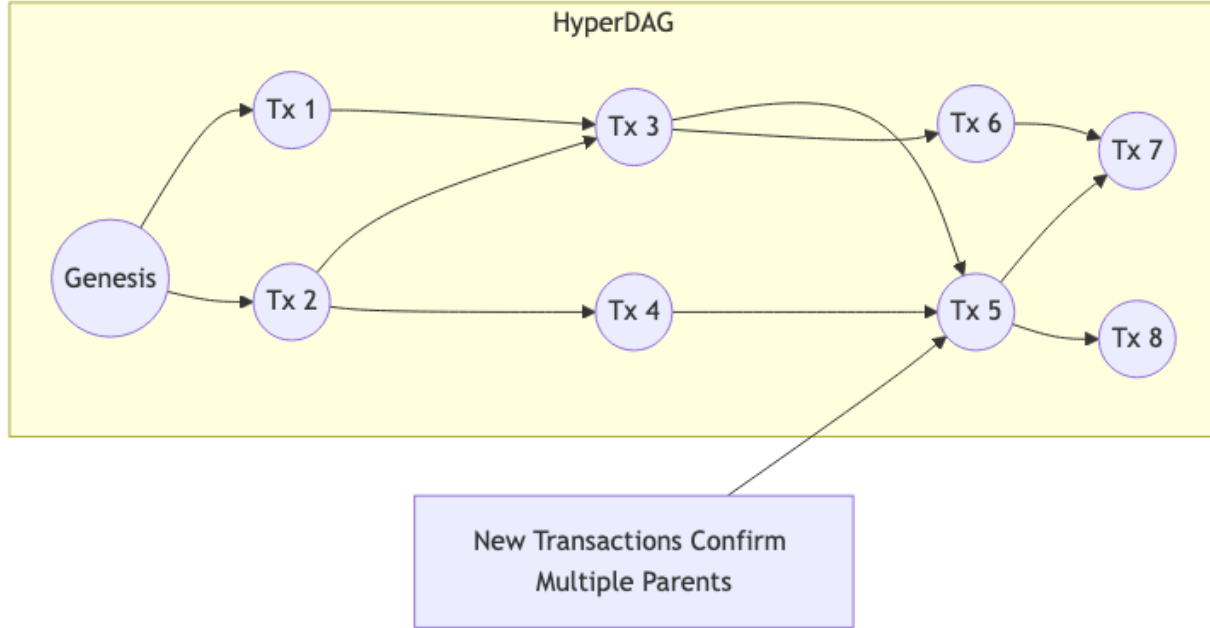 HyperDAG
Tx 1
Tx 3
Tx 6
Tx 7
Genesis
Tx 2
Tx 4
Tx 5
Tx 8
New Transactions Confirm
Multiple Parents